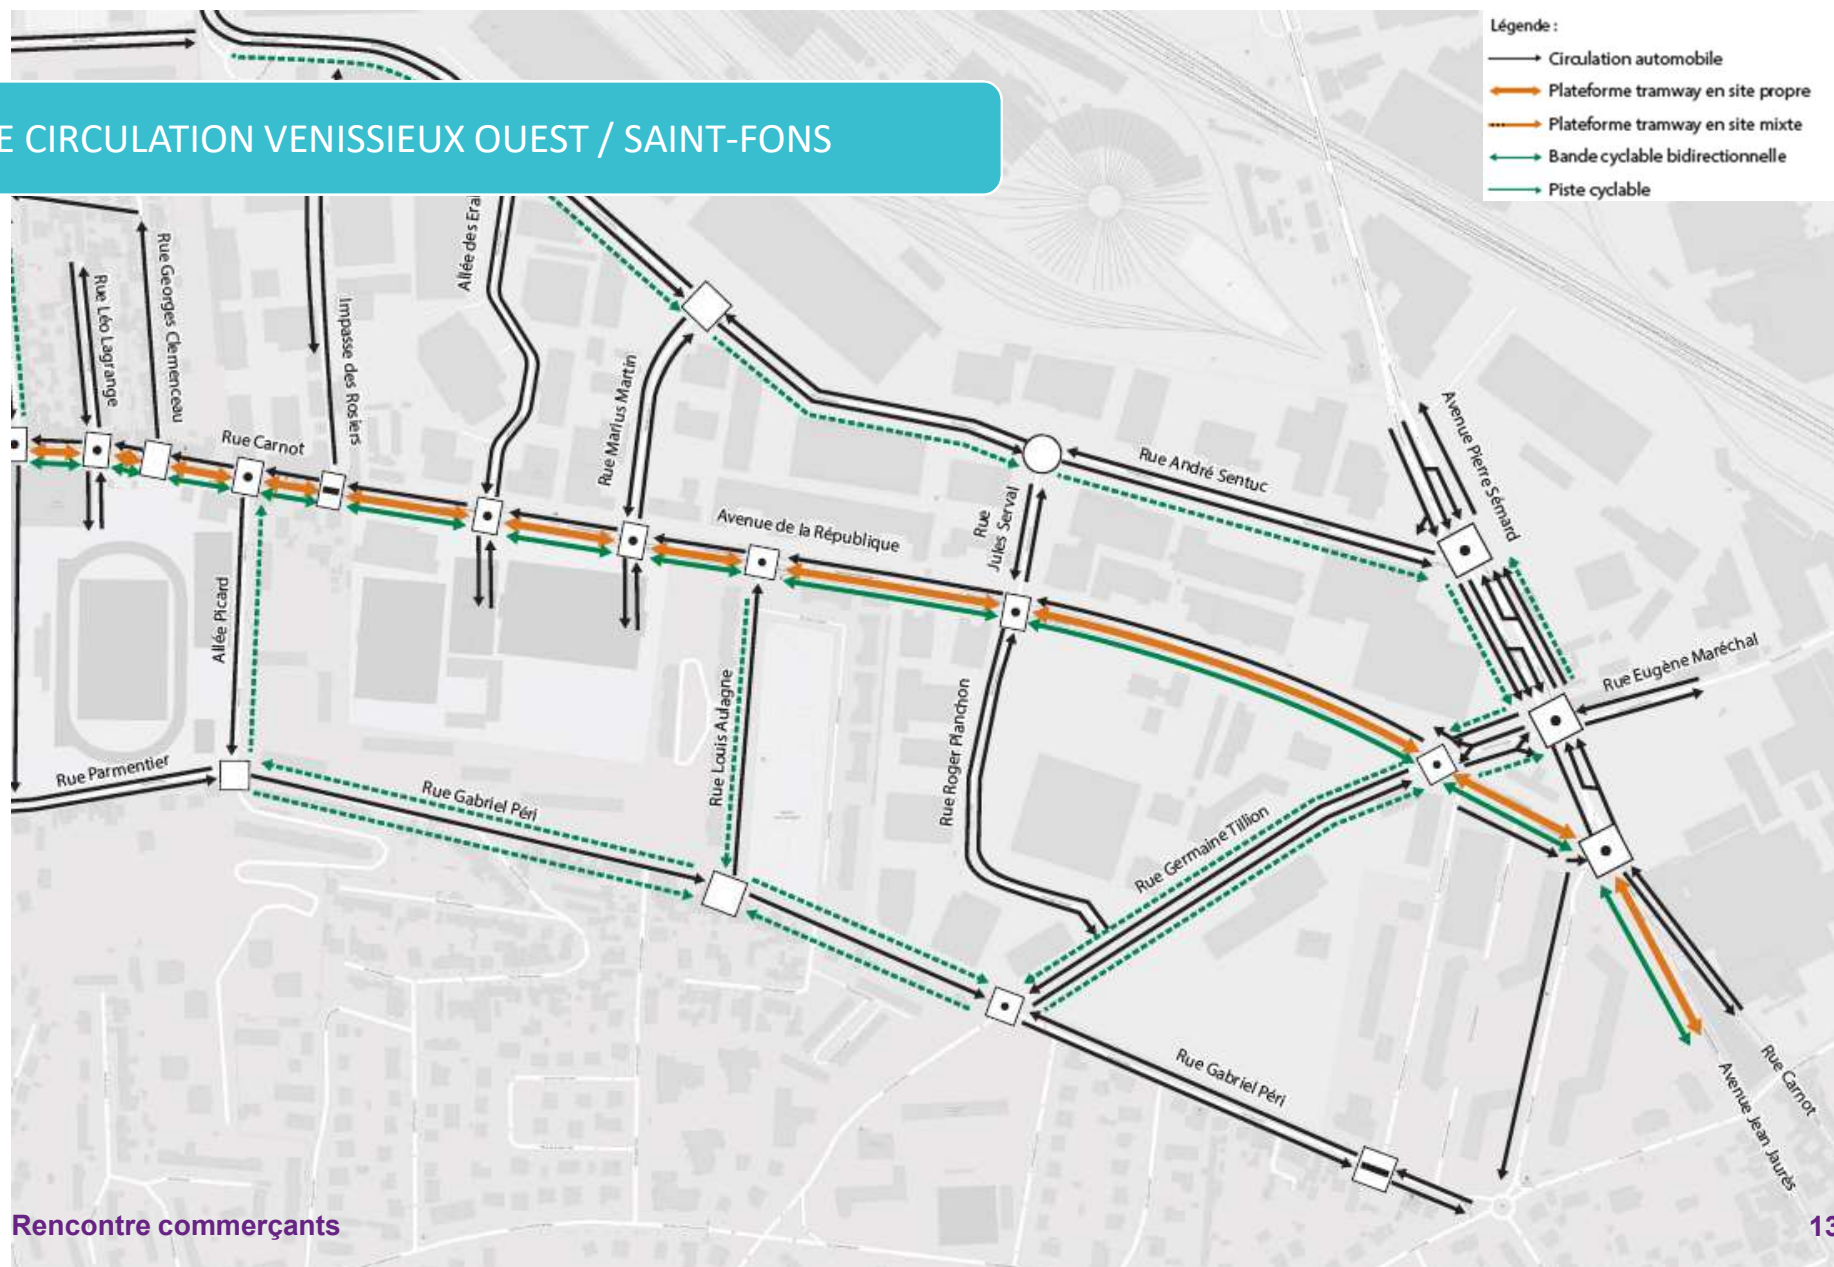 Légende :
Circulation automobile
Plateforme tramway en site propre
Plateforme tramway en site mixte
Bande cyclable bidirectionnelle
Piste cyclable
E CIRCULATION VENISSIEUX OUEST / SAINT-FONS
Allée des Era
Rue Georges Clemenceau
Rue Léo Lagrange
Impasse des Rosiers
Rue Marius Martin
Rue Carnot
Avenue de la République
Rue
Jules Serval
Rue André Sentuc
Avenue Pierre Sémard
Allée Picard
Rue Louis Aulagne
Rue Roger Planchon
Rue Eugène Maréchal
Rue Parmentier
Rue Gabriel Péri
Rue Germaine Tillion
Rue Gabriel Péri
Rue Carnot
Avenue Jean Jaurès
Rencontre commerçants
13